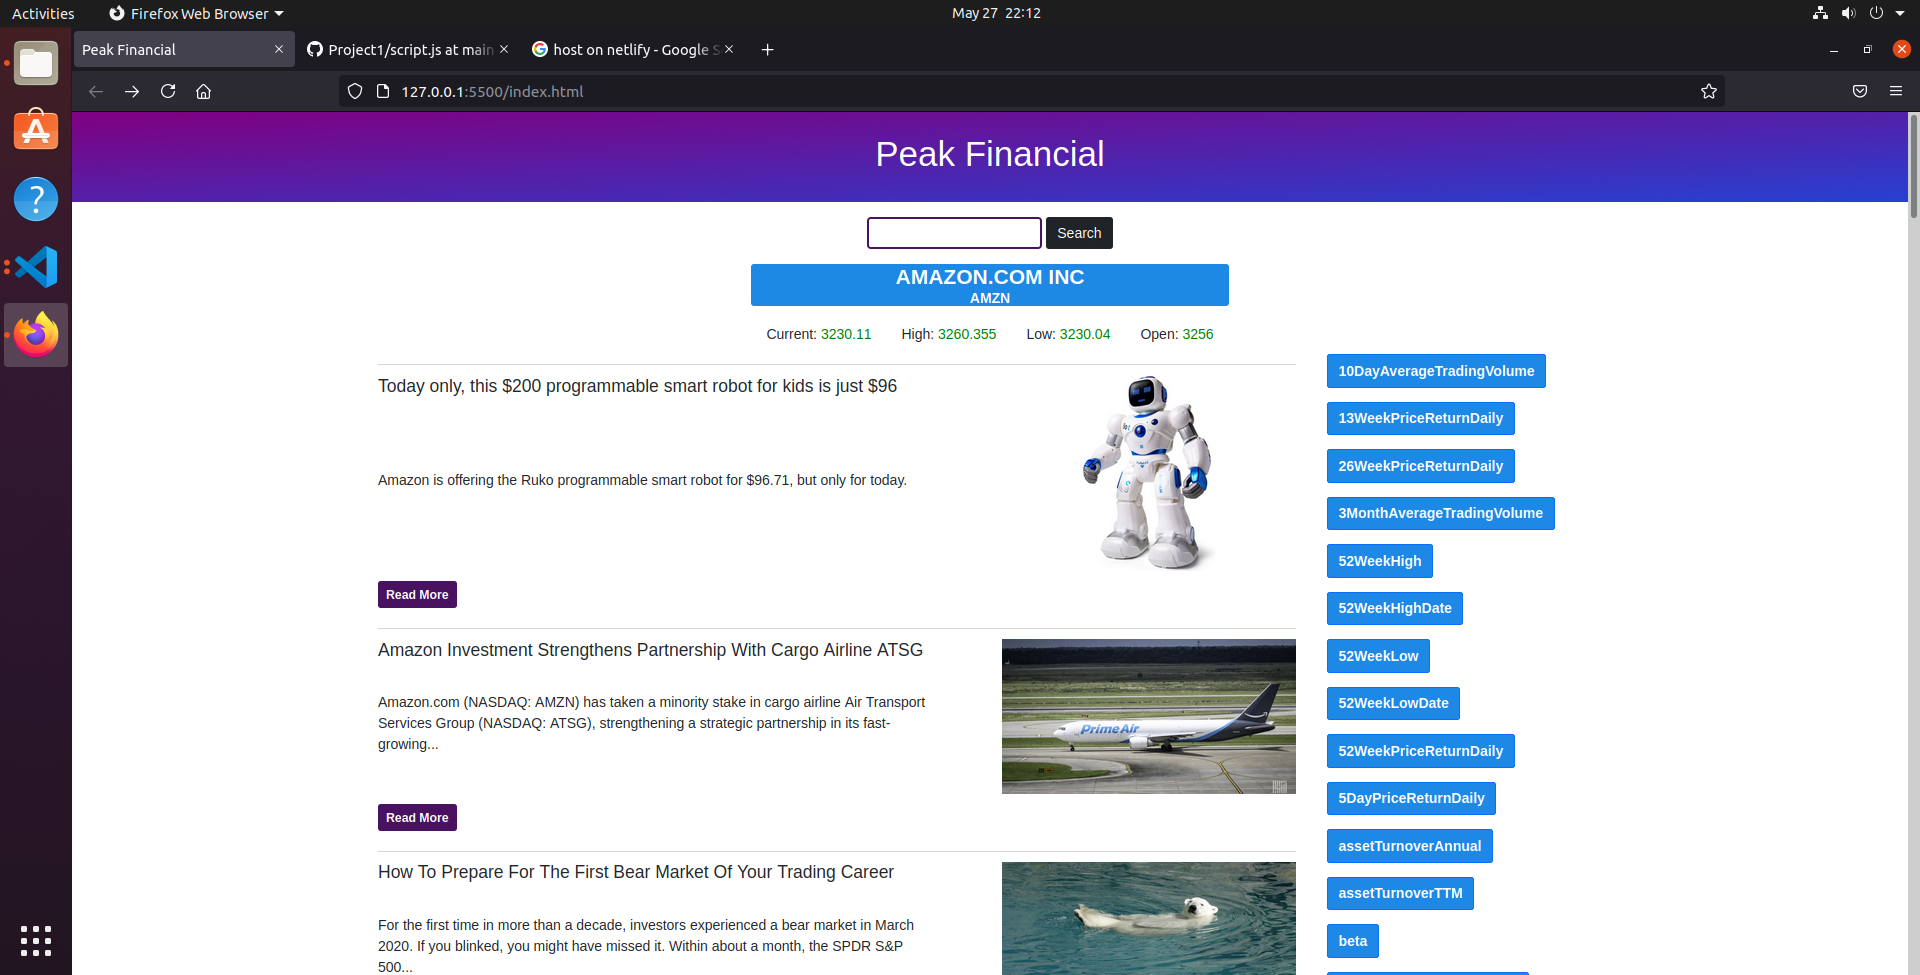 Activities
Firefox Web Browser
May 27 22:12
Peak Financial
Project1/script.js at main
host on netlify - Google S
127.0.0.1:5500/index.html
Peak Financial
Search
AMAZON.COM INC
AMZN
Current: 3230.11
High: 3260.355
Low: 3230.04
Open: 3256
Today only, this $200 programmable smart robot for kids is just $96
Amazon is offering the Ruko programmable smart robot for $96.71, but only for today.
Read More
Amazon Investment Strengthens Partnership With Cargo Airline ATSG
Amazon.com (NASDAQ: AMZN) has taken a minority stake in cargo airline Air Transport
Services Group (NASDAQ: ATSG), strengthening a strategic partnership in its fast-
growing...
PrimeAir
Read More
How To Prepare For The First Bear Market Of Your Trading Career
For the first time in more than a decade, investors experienced a bear market in March
2020. If you blinked, you might have missed it. Within about a month, the SPDR S&P
500...
10DayAverageTradingVolume
13WeekPriceReturnDaily
26WeekPriceReturnDaily
3MonthAverageTradingVolume
52WeekHigh
52WeekHighDate
52WeekLow
52WeekLowDate
52WeekPriceReturnDaily
5DayPriceReturnDaily
assetTurnoverAnnual
assetTurnoverTTM
beta